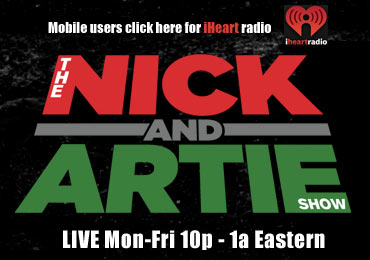 Mobile users click here for iHeart radio
iheartradio
THE
NICK
AND
ARTIE
SHOW
LIVE Mon-Fri 10p - 1a Eastern